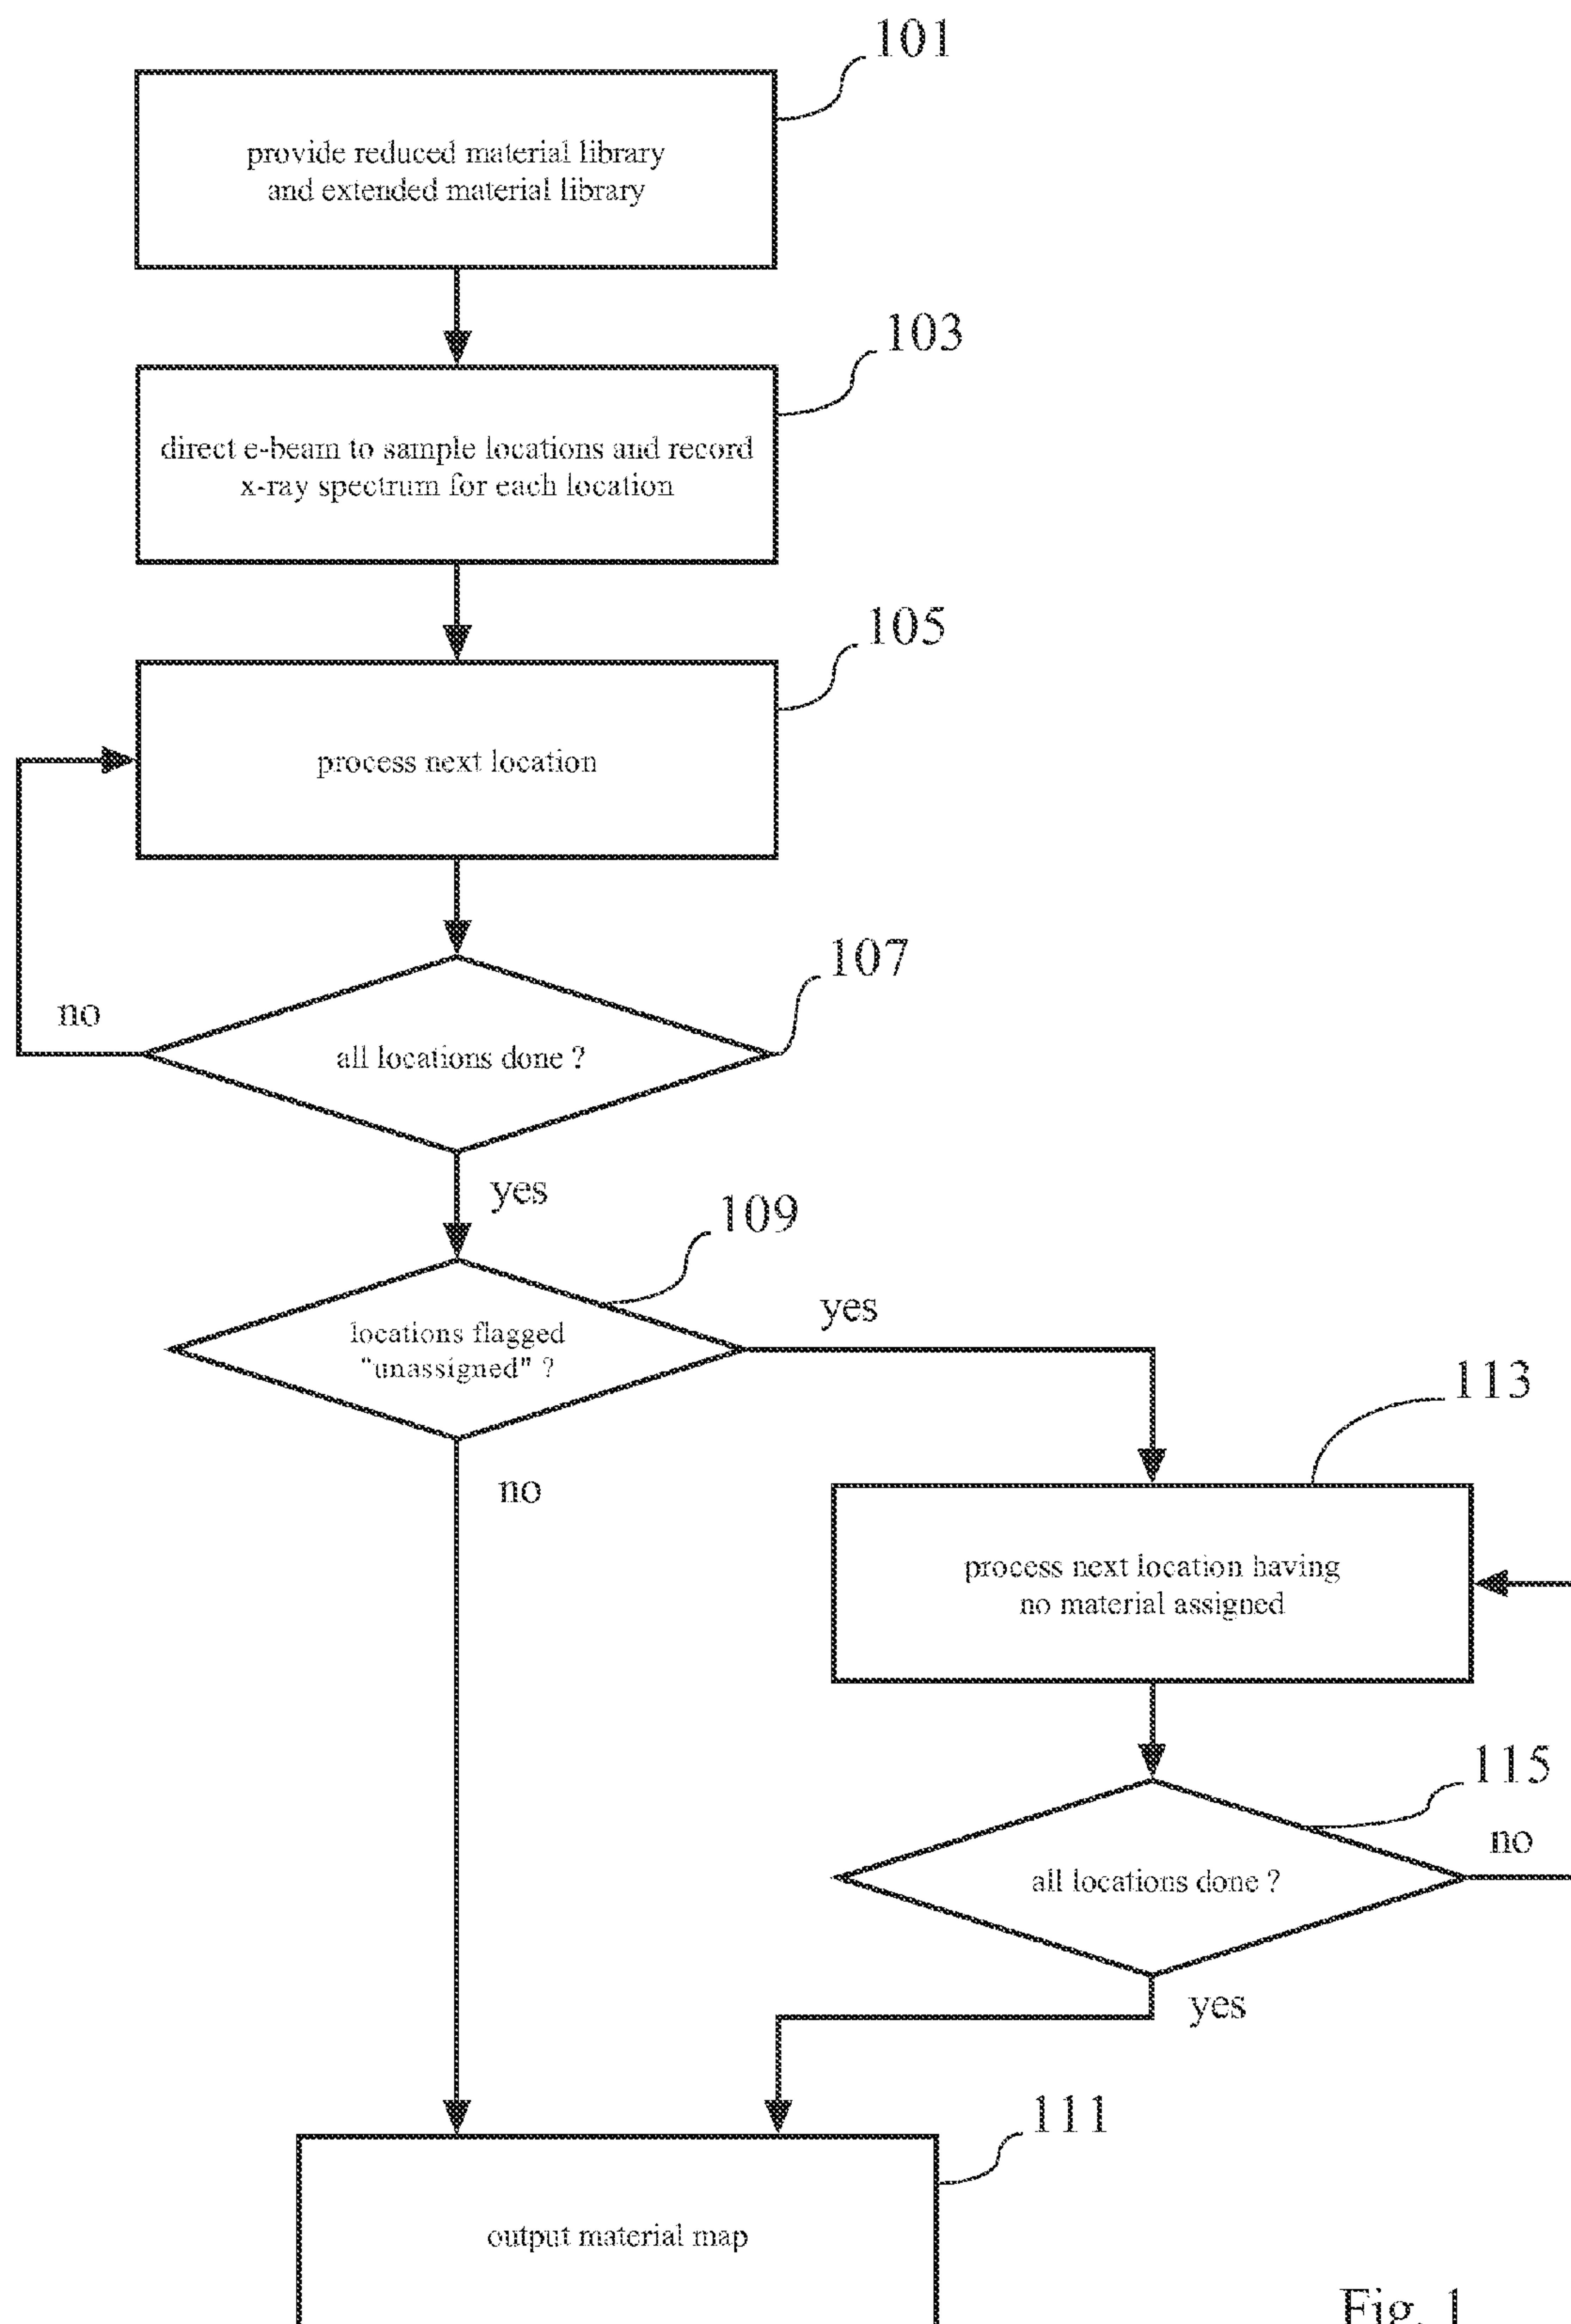 101
provide reduced material library
and extended material library
103
direct e-beam to sample locations and record
x-ray spectrum for each location
105
process next location
107
no
all locations done ?
yes
109
locations flagged
"unassigned" ?
yes
no
113
process next location having
no material assigned
115
no
all locations done ?
yes
111
output material map
Fig. 1